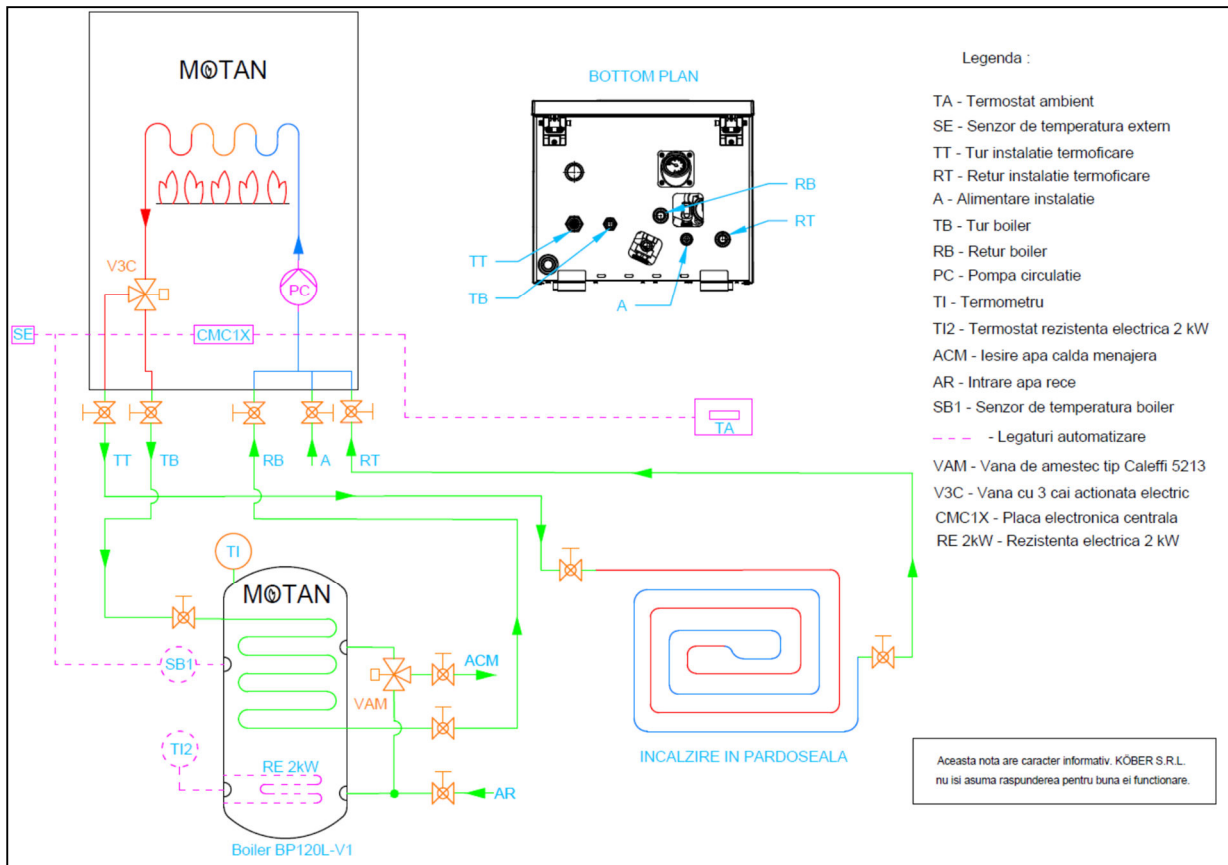 MOTAN
V3C
PC
SE
CMC1X
TA
TT
TB
RB
A
RT
BOTTOM PLAN
RB
RT
TT
TB
A
TI
MOTAN
SB1
ACM
VAM
TI2
RE 2kW
AR
Boiler BP120L-V1
INCALZIRE IN PARDOSEALA
Legenda :
TA - Termostat ambient
SE - Senzor de temperatura extern
TT - Tur instalatie termoficare
RT - Retur instalatie termoficare
A - Alimentare instalatie
TB - Tur boiler
RB - Retur boiler
PC - Pompa circulatie
TI - Termometru
TI2 - Termostat rezistenta electrica 2 kW
ACM - Iesire apa calda menajera
AR - Intrare apa rece
SB1 - Senzor de temperatura boiler
- Legaturi automatizare
VAM - Vana de amestec tip Caleffi 5213
V3C - Vana cu 3 cai actionata electric
CMC1X - Placa electronica centrala
RE 2kW - Rezistenta electrica 2 kW
Aceasta nota are caracter informativ. KÖBER S.R.L.
nu isi asuma raspunderea pentru buna ei functionare.